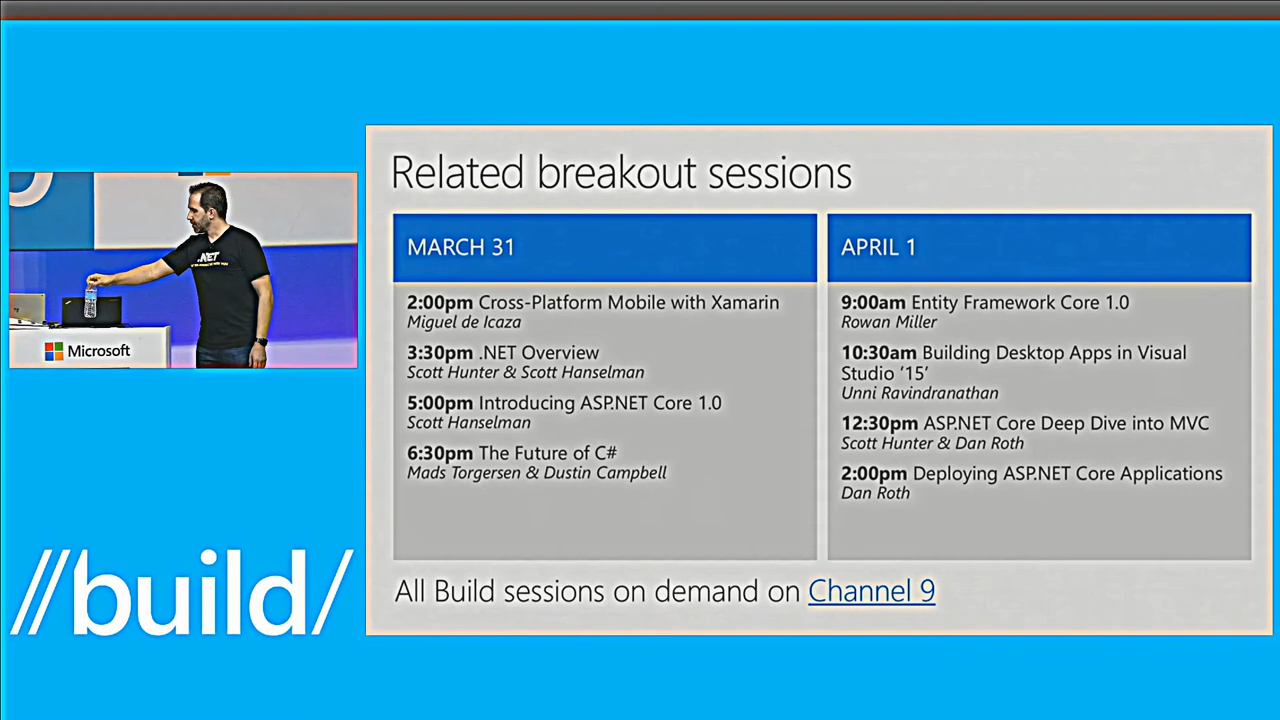 Related breakout sessions
MARCH 31
2:00pm Cross-Platform Mobile with Xamarin
Miguel de Icaza
3:30pm .NET Overview
Scott Hunter & Scott Hanselman
5:00pm Introducing ASP.NET Core 1.0
Scott Hanselman
6:30pm The Future of C#
Mads Torgersen & Dustin Campbell
APRIL 1
9:00am Entity Framework Core 1.0
Rowan Miller
10:30am Building Desktop Apps in Visual
Studio ‘15’
Unni Ravindranathan
12:30pm ASP.NET Core Deep Dive into MVC
Scott Hunter & Dan Roth
2:00pm Deploying ASP.NET Core Applications
Dan Roth
All Build sessions on demand on Channel 9
.NET
Microsoft
//build/